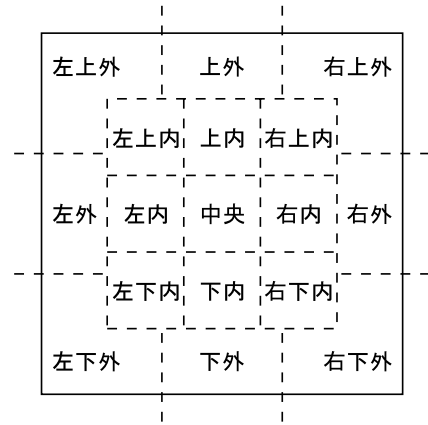 左上外 上外 右上外
左上内 上内 右上内
左外 左内 中央 右内 右外
左下内 下内 右下内
左下外 下外 右下外